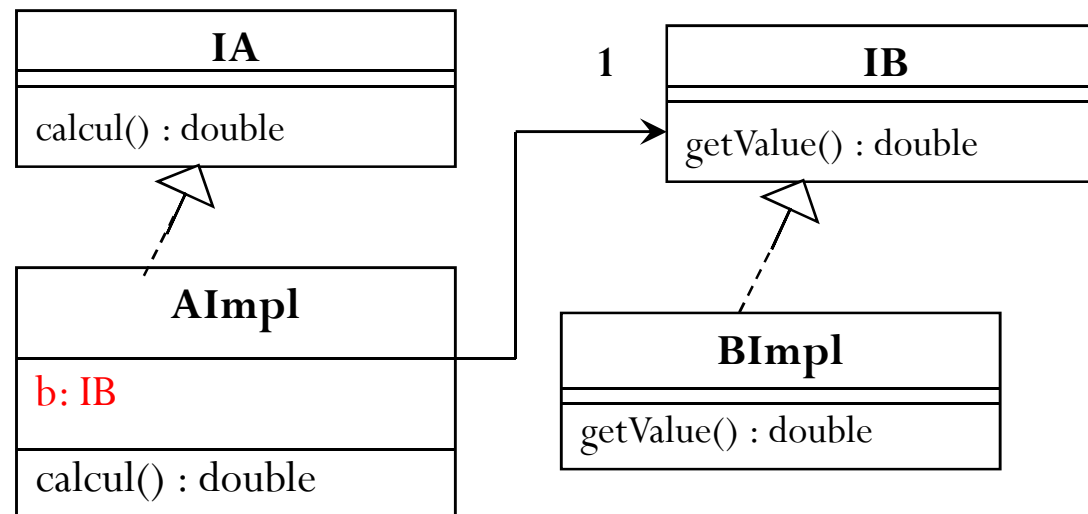 IA
calcul() : double
1
IB
getValue() : double
AImpl
b: IB
calcul() : double
BImpl
getValue() : double